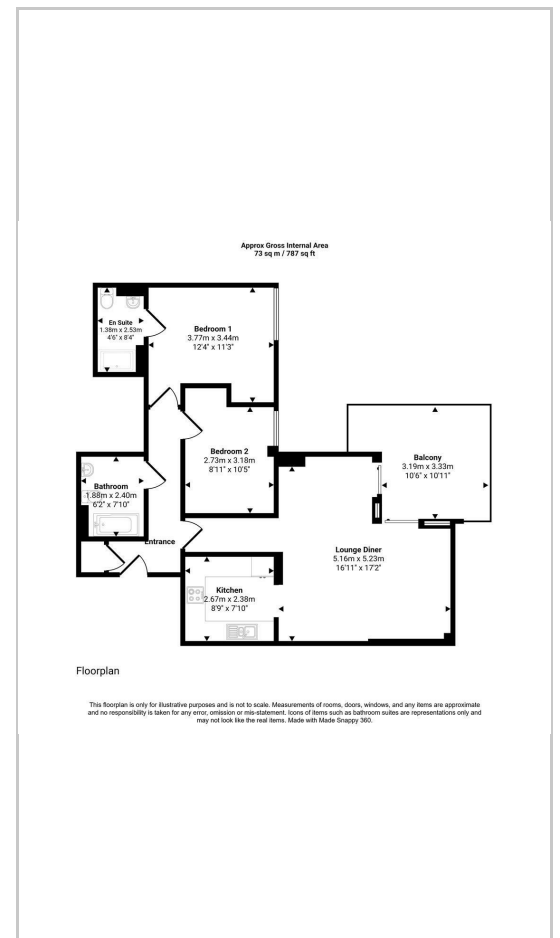 Approx Gross Internal Area
73 sq m / 787 sq ft
En Suite
1.38m x 2.53m
4'6" x 8'4"
Bedroom 1
3.77m x 3.44m
12'4" x 11'3"
Bedroom 2
2.73m x 3.18m
8'11" x 10'5"
Balcony
3.19m x 3.33m
10'6" x 10'11"
Bathroom
1.88m x 2.40m
6'2" x 7'10"
Entrance
Lounge Diner
5.16m x 5.23m
16'11" x 17'2"
Kitchen
2.67m x 2.38m
8'9" x 7'10"
Floorplan
This floorplan is only for illustrative purposes and is not to scale. Measurements of rooms, doors, windows, and any items are approximate
and no responsibility is taken for any error, omission or mis-statement. Icons of items such as bathroom suites are representations only and
may not look like the real items. Made with Made Snappy 360.